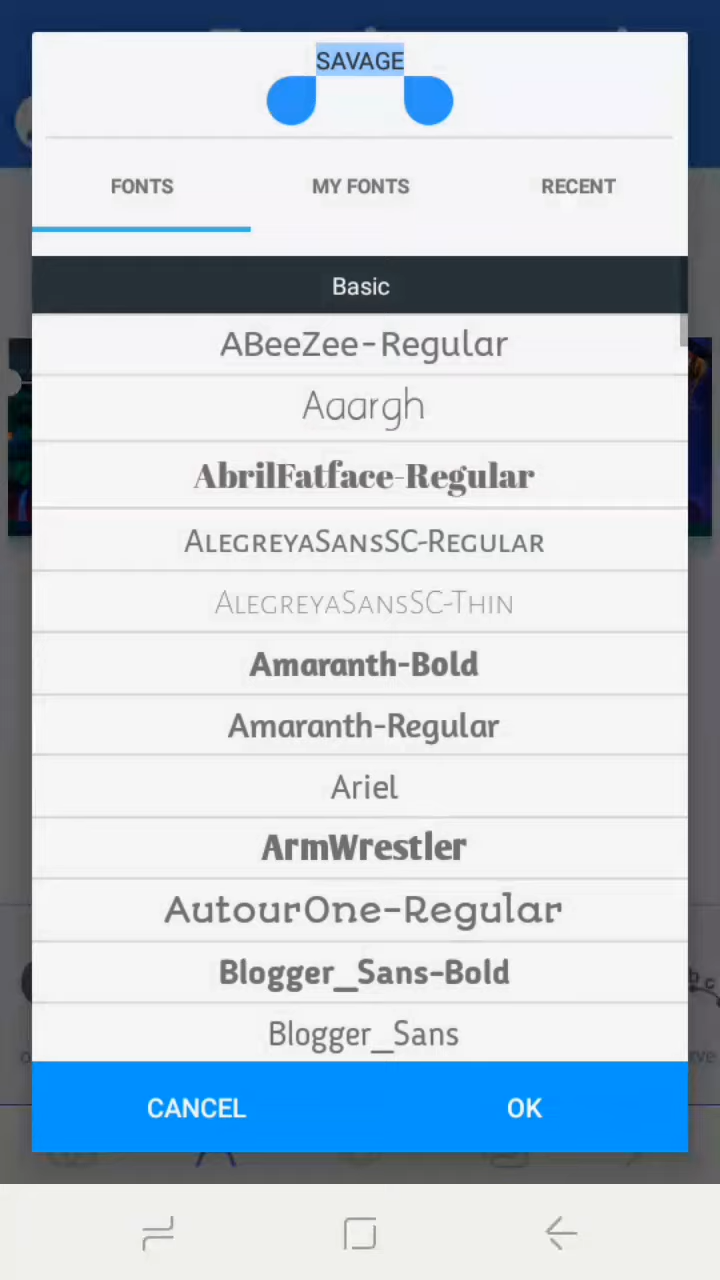 SAVAGE
FONTS MY FONTS RECENT
Basic
ABeeZee-Regular
Aaargh
AbrilFatface-Regular
AlegreyaSansSC-Regular
AlegreyaSansSC-Thin
Amaranth-Bold
Amaranth-Regular
Ariel
ArmWrestler
AutourOne-Regular
Blogger_Sans-Bold
Blogger_Sans
CANCEL OK